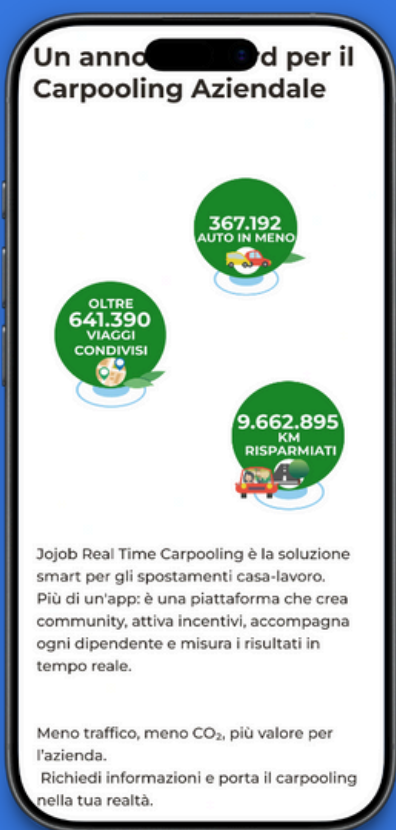 Un anno d per il
Carpooling Aziendale
367.192
AUTO IN MENO
OLTRE
641.390
VIAGGI
CONDIVISI
9.662.895
KM
RISPARMIATI
Jojob Real Time Carpooling è la soluzione
smart per gli spostamenti casa-lavoro.
Più di un'app: è una piattaforma che crea
community, attiva incentivi, accompagna
ogni dipendente e misura i risultati in
tempo reale.
Meno traffico, meno CO₂, più valore per
l'azienda.
Richiedi informazioni e porta il carpooling
nella tua realtà.